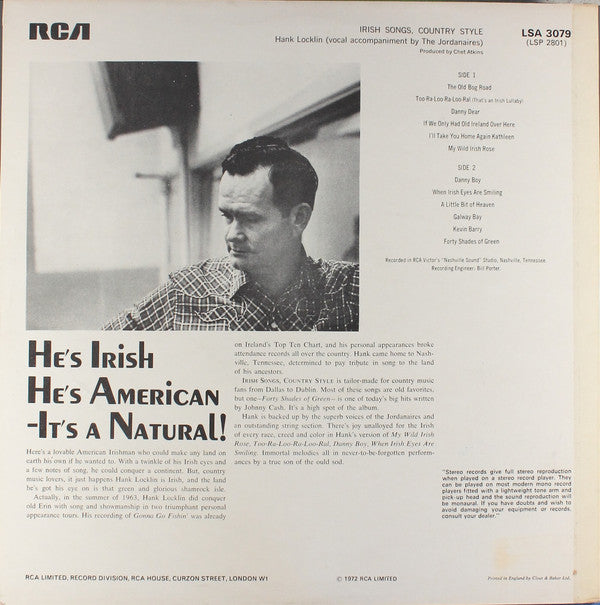 RCA
IRISH SONGS, COUNTRY STYLE
Hank Locklin (vocal accompaniment by The Jordanaires)
Produced by Chet Atkins
LSA 3079
(LSP 2801)
SIDE 1
The Old Bog Road
Too-Ra-Loo-Ra-Loo-Ral (That's an Irish Lullaby)
Danny Dear
If We Only Had Old Ireland Over Here
I'll Take You Home Again Kathleen
My Wild Irish Rose
SIDE 2
Danny Boy
When Irish Eyes Are Smiling
A Little Bit of Heaven
Galway Bay
Kevin Barry
Forty Shades of Green
Recorded in RCA Victor's "Nashville Sound" Studio, Nashville, Tennessee.
Recording Engineer: Bill Porter.
HE'S IRISH
HE'S AMERICAN
-IT'S A NATURAL!
Here's a lovable American Irishman who could make any land on
earth his own if he wanted to. With a twinkle of his Irish eyes and
a few notes of song, he could conquer a continent. But, country
music lovers, it just happens Hank Locklin is Irish, and the land
he's got his eye on is that green and glorious shamrock isle.
Actually, in the summer of 1963, Hank Locklin did conquer
old Erin with song and showmanship in two triumphant personal
appearance tours. His recording of Gonna Go Fishin' was already
on Ireland's Top Ten Chart, and his personal appearances broke
attendance records all over the country. Hank came home to Nash-
ville, Tennessee, determined to pay tribute in song to the land
of his ancestors.
IRISH SONGS, COUNTRY STYLE is tailor-made for country music
fans from Dallas to Dublin. Most of these songs are old favorites,
but one—Forty Shades of Green—is one of today's big hits written
by Johnny Cash. It's a high spot of the album.
Hank is backed up by the superb voices of the Jordanaires and
an outstanding string section. There's joy unalloyed for the Irish
of every race, creed and color in Hank's version of My Wild Irish
Rose, Too-Ra-Loo-Ra-Loo-Ral, Danny Boy, When Irish Eyes Are
Smiling. Immortal melodies all in never-to-be-forgotten perform-
ances by a true son of the ould sod.
"Stereo records give full stereo reproduction
when played on a stereo record player. They
can be played on most modern mono record
players fitted with a lightweight tone arm and
pick-up head and the sound reproduction will
be monaural. If you have doubts and wish to
avoid damaging your equipment or records,
consult your dealer."
RCA LIMITED, RECORD DIVISION, RCA HOUSE, CURZON STREET, LONDON W1
© 1972 RCA LIMITED
Printed in England by Clout & Baker Ltd.